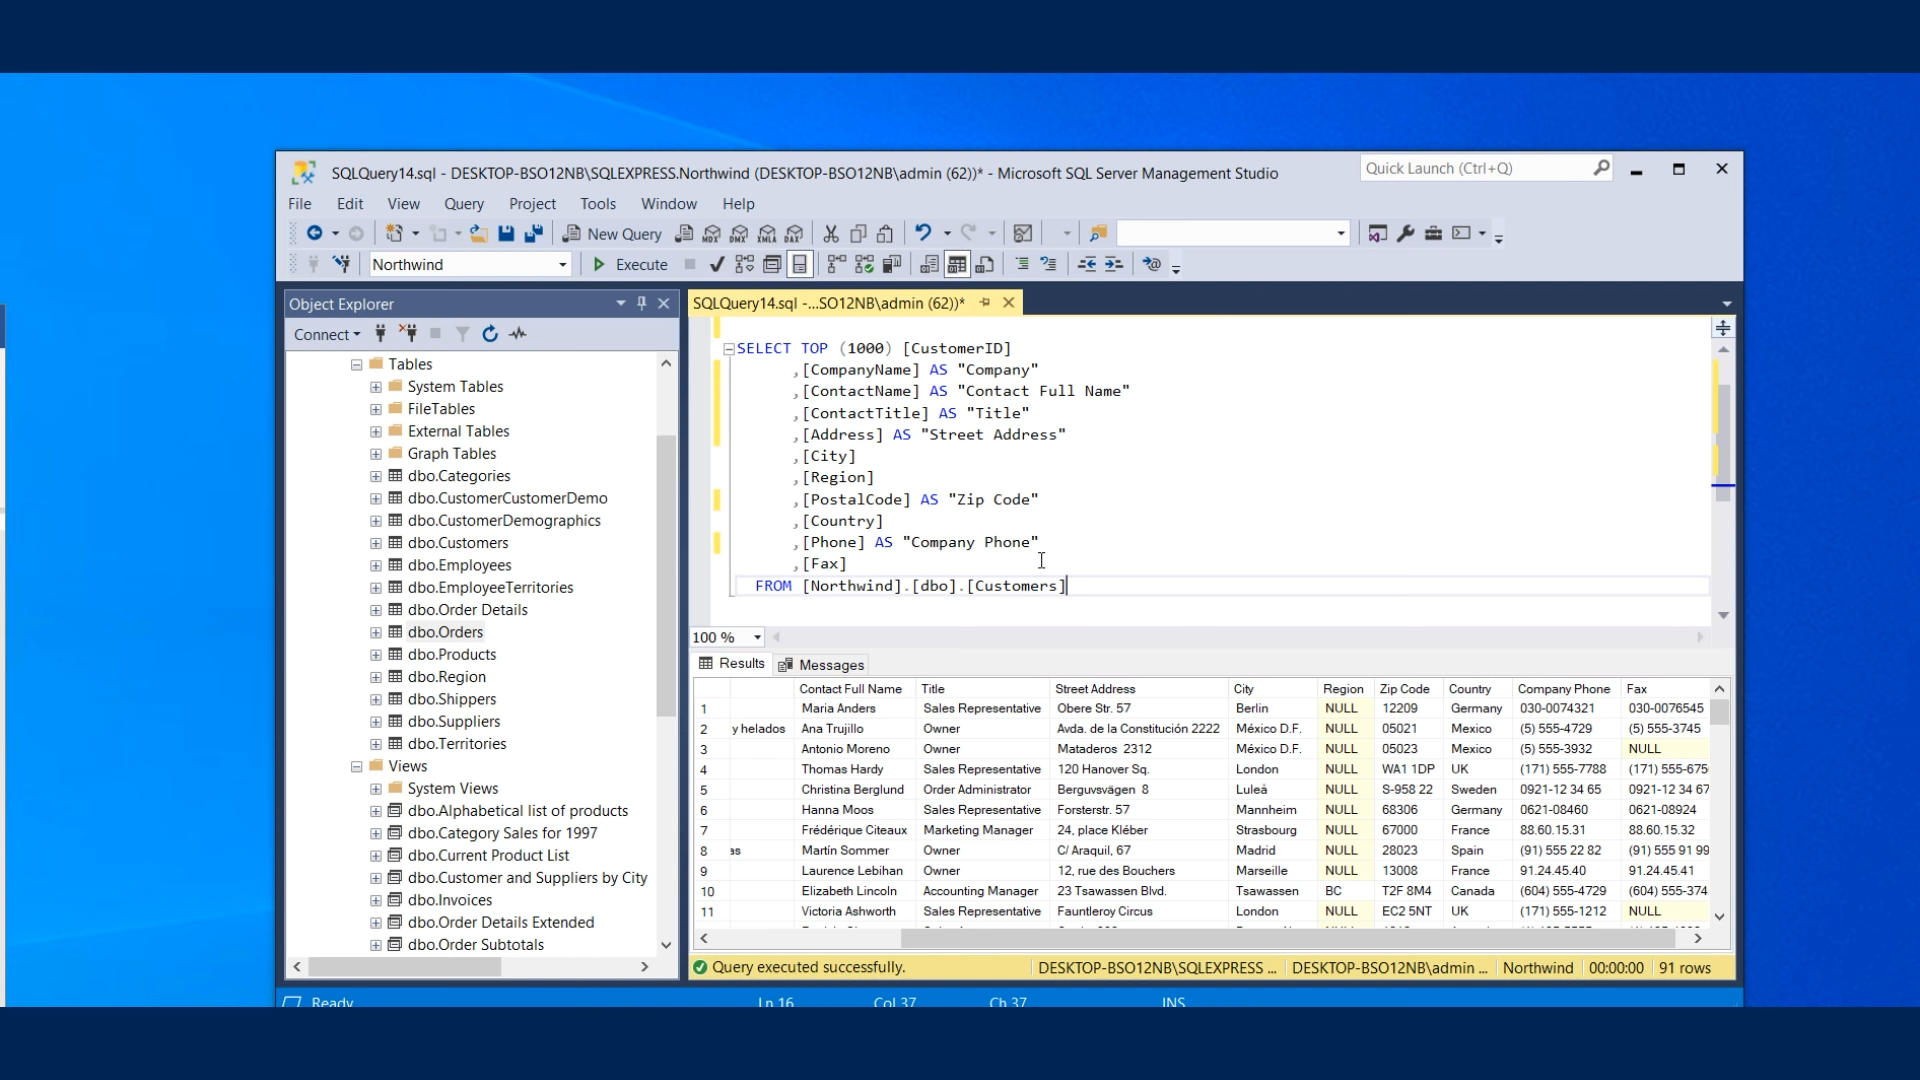 SQLQuery14.sql - DESKTOP-BSO12NB\SQLEXPRESS.Northwind (DESKTOP-BSO12NB\admin (62))* - Microsoft SQL Server Management Studio
Quick Launch (Ctrl+Q)
File Edit View Query Project Tools Window Help
New Query MDX DMX XMLA DAX
Northwind Execute
Object Explorer
SQLQuery14.sql -...SO12NB\admin (62))*
Connect
Tables
System Tables
FileTables
External Tables
Graph Tables
dbo.Categories
dbo.CustomerCustomerDemo
dbo.CustomerDemographics
dbo.Customers
dbo.Employees
dbo.EmployeeTerritories
dbo.Order Details
dbo.Orders
dbo.Products
dbo.Region
dbo.Shippers
dbo.Suppliers
dbo.Territories
Views
System Views
dbo.Alphabetical list of products
dbo.Category Sales for 1997
dbo.Current Product List
dbo.Customer and Suppliers by City
dbo.Invoices
dbo.Order Details Extended
dbo.Order Subtotals
SELECT TOP (1000) [CustomerID]
,[CompanyName] AS "Company"
,[ContactName] AS "Contact Full Name"
,[ContactTitle] AS "Title"
,[Address] AS "Street Address"
,[City]
,[Region]
,[PostalCode] AS "Zip Code"
,[Country]
,[Phone] AS "Company Phone"
,[Fax]
FROM [Northwind].[dbo].[Customers]
100 %
Results Messages
Contact Full Name Title Street Address City Region Zip Code Country Company Phone Fax
1 Maria Anders Sales Representative Obere Str. 57 Berlin NULL 12209 Germany 030-0074321 030-0076545
2 y helados Ana Trujillo Owner Avda. de la Constitución 2222 México D.F. NULL 05021 Mexico (5) 555-4729 (5) 555-3745
3 Antonio Moreno Owner Mataderos 2312 México D.F. NULL 05023 Mexico (5) 555-3932 NULL
4 Thomas Hardy Sales Representative 120 Hanover Sq. London NULL WA1 1DP UK (171) 555-7788 (171) 555-675
5 Christina Berglund Order Administrator Berguvsvägen 8 Luleå NULL S-958 22 Sweden 0921-12 34 65 0921-12 34 67
6 Hanna Moos Sales Representative Forsterstr. 57 Mannheim NULL 68306 Germany 0621-08460 0621-08924
7 Frédérique Citeaux Marketing Manager 24, place Kléber Strasbourg NULL 67000 France 88.60.15.31 88.60.15.32
8 as Martín Sommer Owner C/ Araquil, 67 Madrid NULL 28023 Spain (91) 555 22 82 (91) 555 91 99
9 Laurence Lebihan Owner 12, rue des Bouchers Marseille NULL 13008 France 91.24.45.40 91.24.45.41
10 Elizabeth Lincoln Accounting Manager 23 Tsawassen Blvd. Tsawassen BC T2F 8M4 Canada (604) 555-4729 (604) 555-374
11 Victoria Ashworth Sales Representative Fauntleroy Circus London NULL EC2 5NT UK (171) 555-1212 NULL
Query executed successfully. DESKTOP-BSO12NB\SQLEXPRESS ... DESKTOP-BSO12NB\admin ... Northwind 00:00:00 91 rows
Ready Ln 16 Col 37 Ch 37 INS